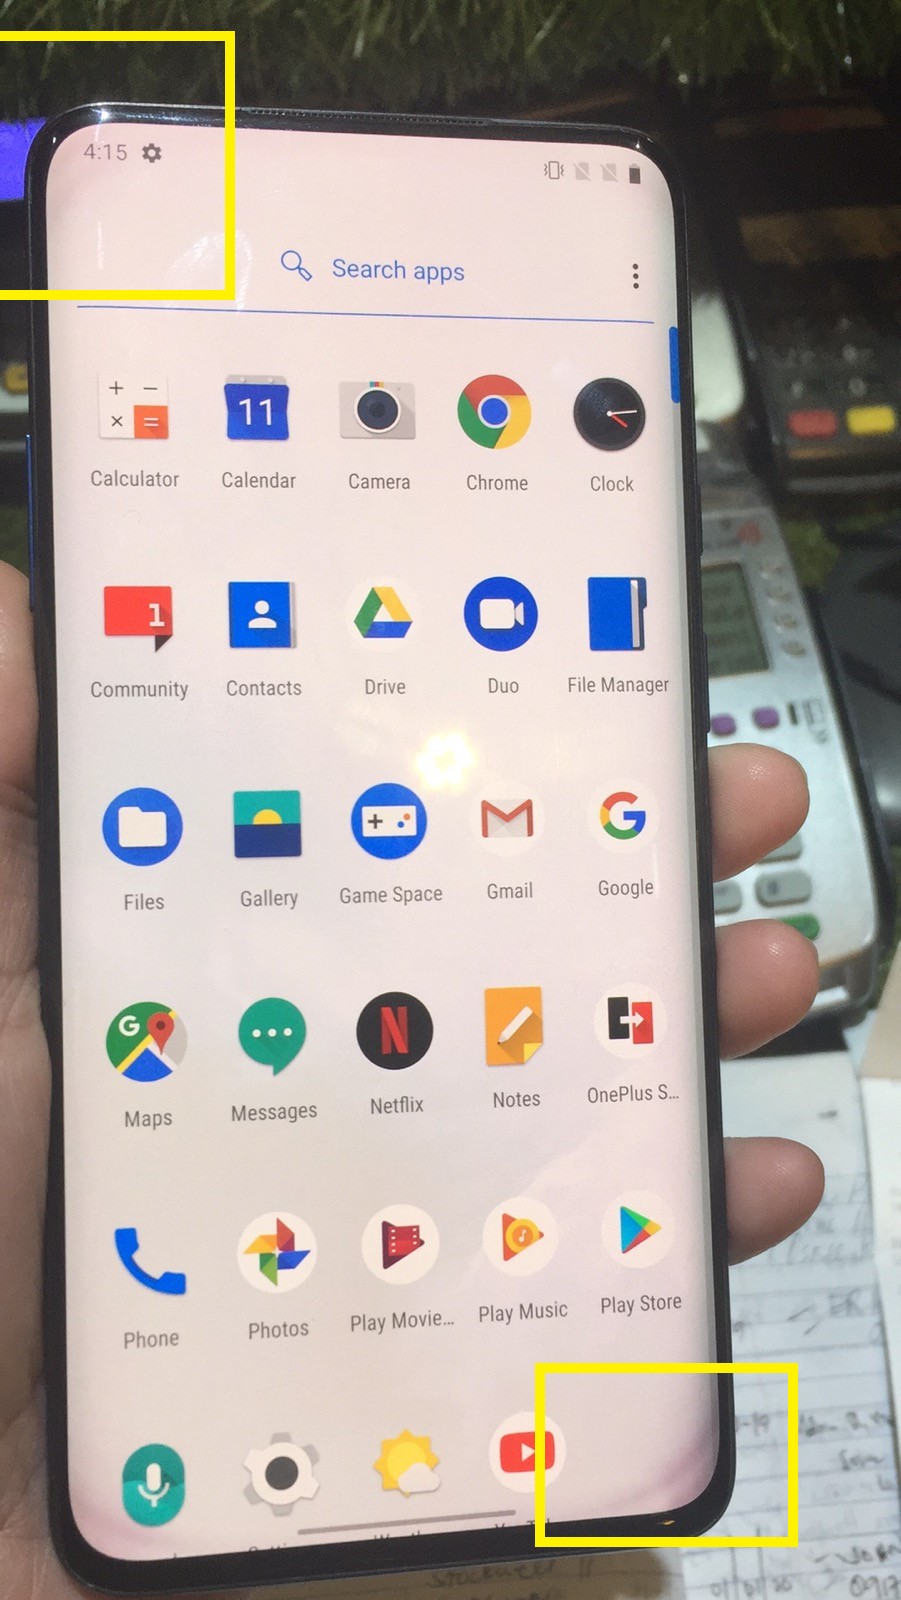 4:15
Search apps
11
Calculator Calendar Camera Chrome Clock
1
Community Contacts Drive Duo File Manager
G
Files Gallery Game Space Gmail Google
G N
Maps Messages Netflix Notes OnePlus S...
Phone Photos Play Movie... Play Music Play Store